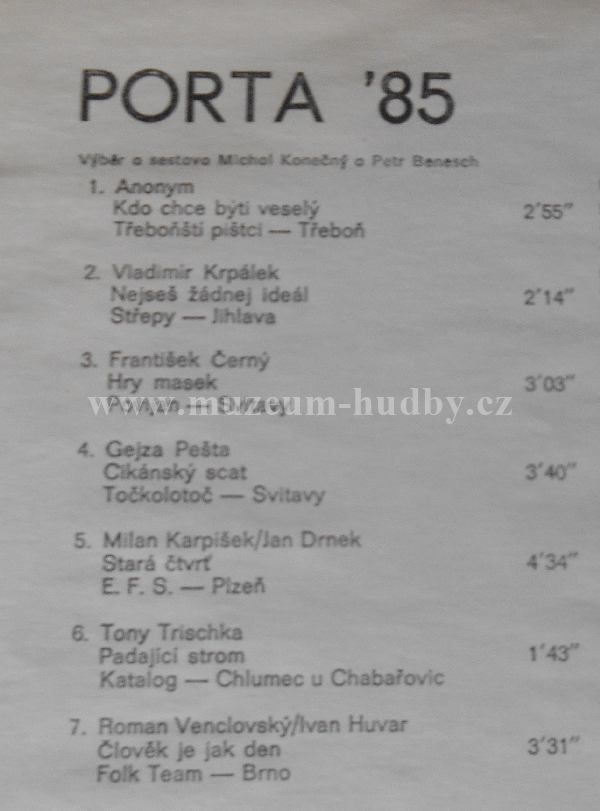 PORTA '85
Výběr a sestava Michal Konečný a Petr Benesch
1. Anonym
Kdo chce býti veselý 2'55"
Třeboňští pištci — Třeboň
2. Vladimír Krpálek
Nejseš žádnej ideál 2'14"
Střepy — Jihlava
3. František Černý
Hry masek 3'03"
www.muzeum-hudby.cz
4. Gejza Pešta
Cikánský scat 3'40"
Točkolotoč — Svitavy
5. Milan Karpíšek/Jan Drnek
Stará čtvrť 4'34"
E. F. S. — Plzeň
6. Tony Trischka
Padající strom 1'43"
Katalog — Chlumec u Chabařovic
7. Roman Venclovský/Ivan Huvar
Člověk je jak den 3'31"
Folk Team — Brno